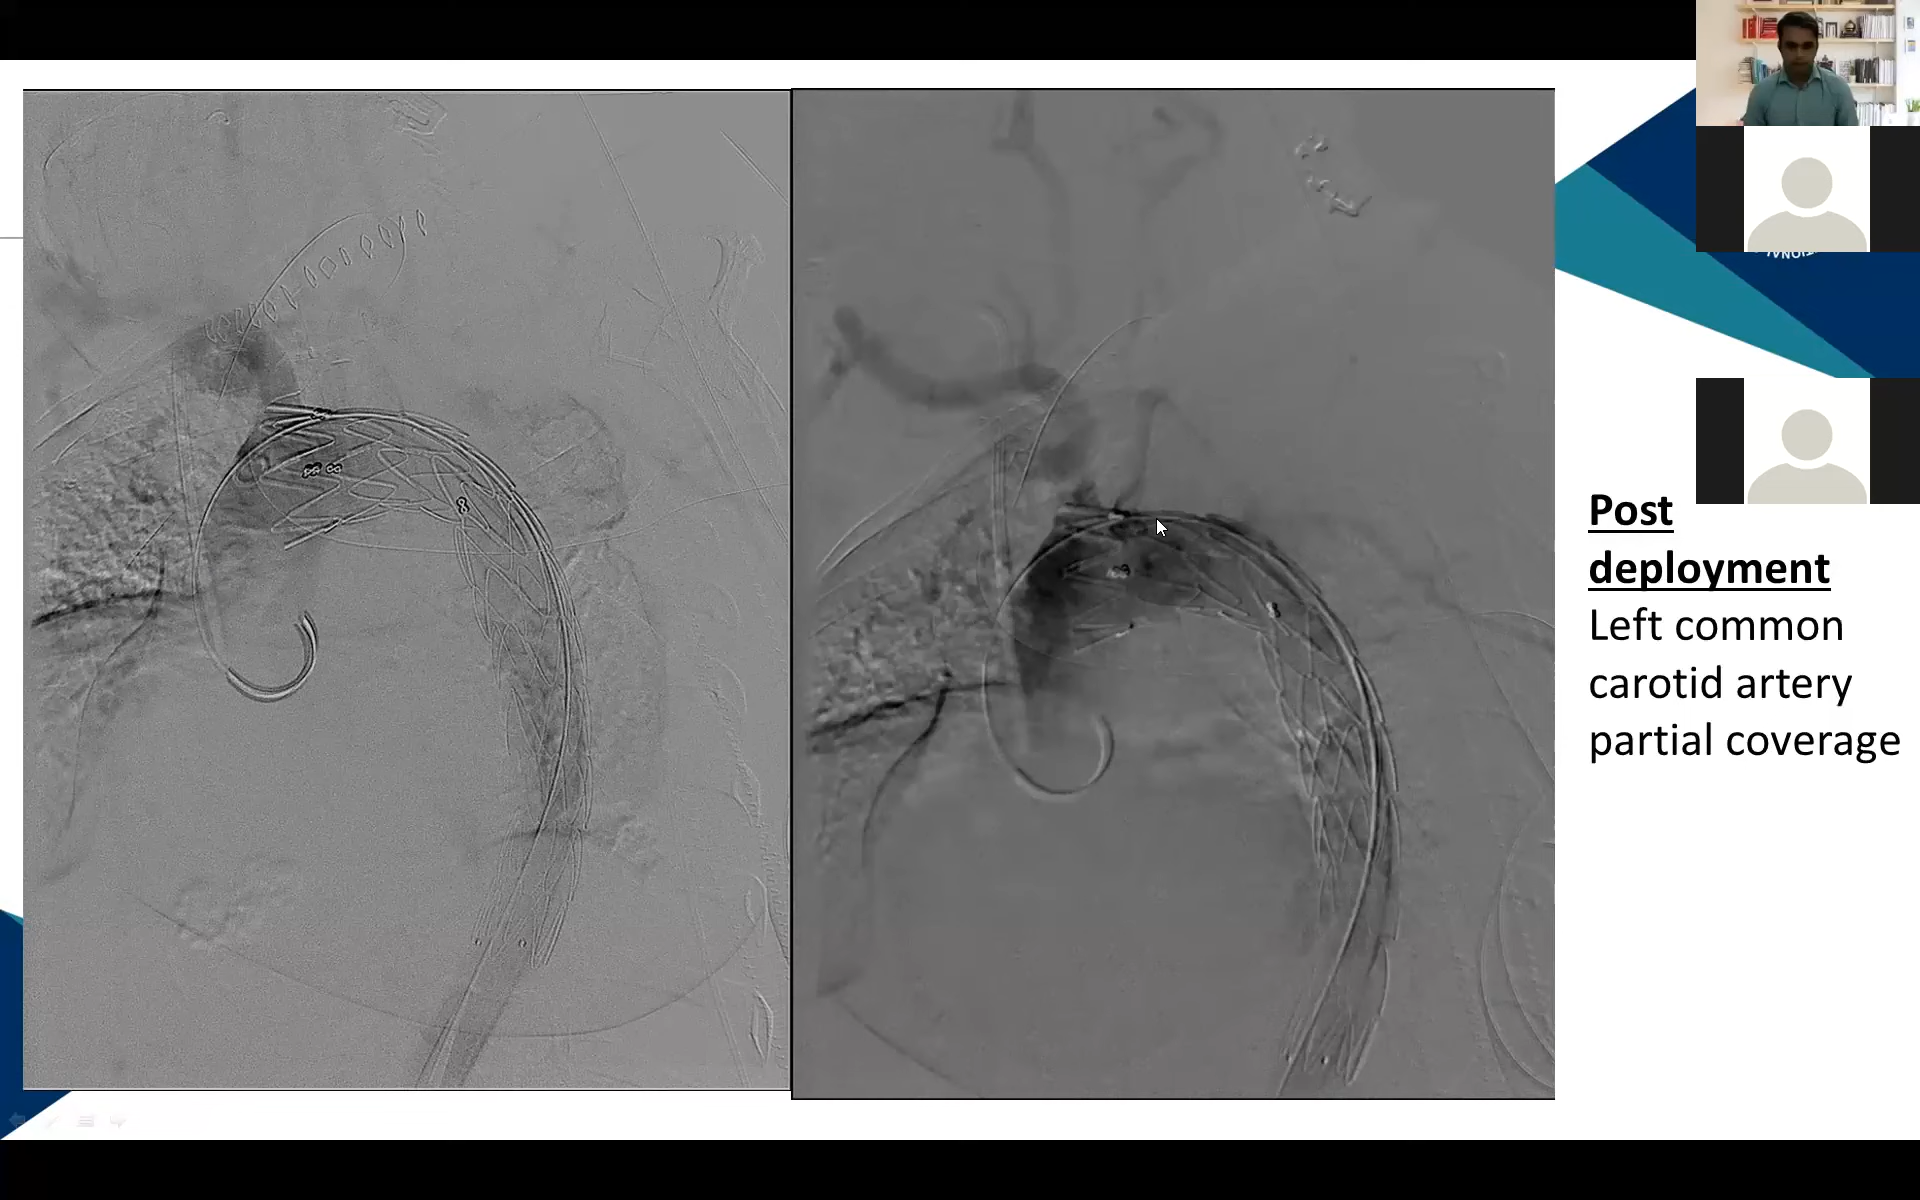 Post
deployment
Left common
carotid artery
partial coverage